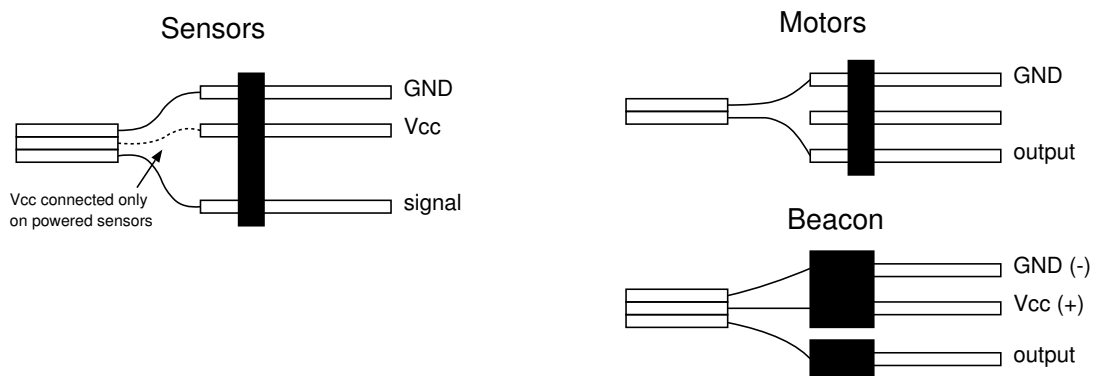 Sensors
GND
Vcc
signal
Vcc connected only
on powered sensors
Motors
GND
output
Beacon
GND (-)
Vcc (+)
output